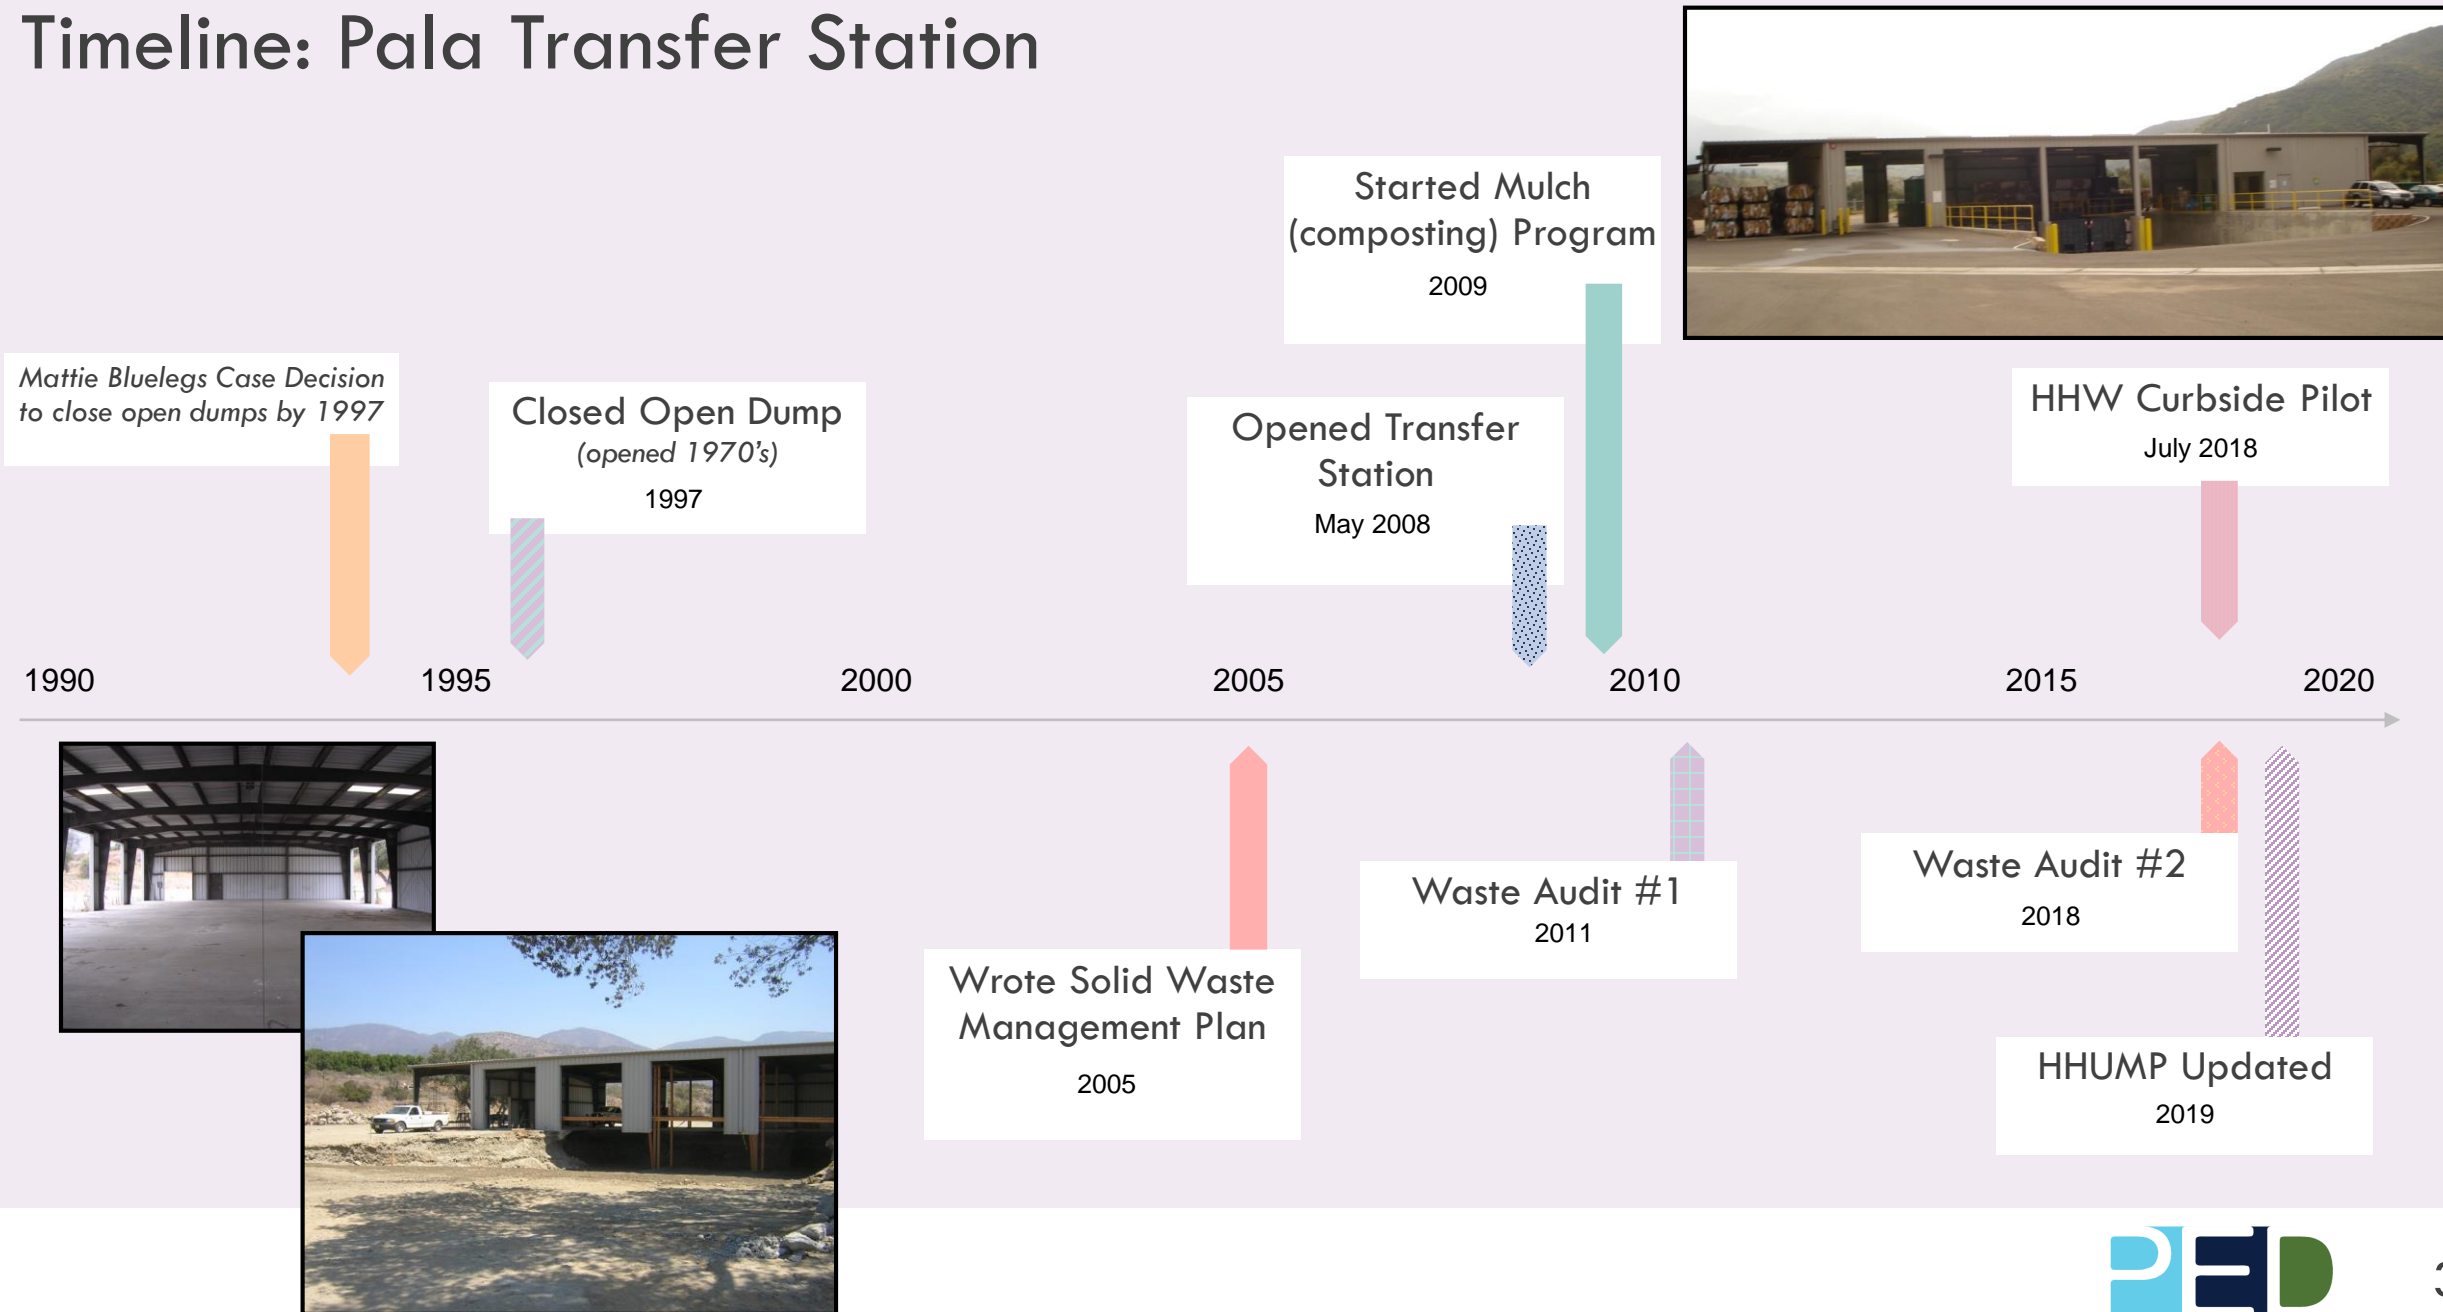 Timeline: Pala Transfer Station
Started Mulch
(composting) Program
2009
Mattie Bluelegs Case Decision
to close open dumps by 1997
Closed Open Dump
(opened 1970's)
1997
Opened Transfer
Station
May 2008
HHW Curbside Pilot
July 2018
1990
1995
2000
2005
2010
2015
2020
Wrote Solid Waste
Management Plan
2005
Waste Audit #1
2011
Waste Audit #2
2018
HHUMP Updated
2019
PED